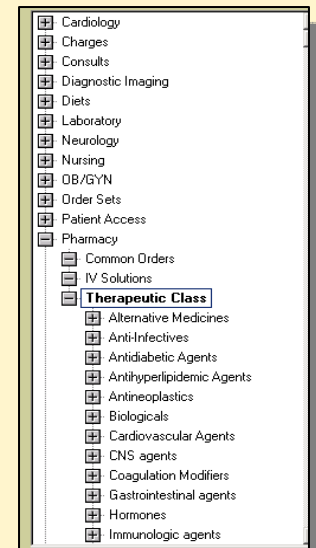 Cardiology
Charges
Consults
Diagnostic Imaging
Diets
Laboratory
Neurology
Nursing
OB/GYN
Order Sets
Patient Access
Pharmacy
Common Orders
IV Solutions
Therapeutic Class
Alternative Medicines
Anti-Infectives
Antidiabetic Agents
Antihyperlipidemic Agents
Antineoplastics
Biologicals
Cardiovascular Agents
CNS agents
Coagulation Modifiers
Gastrointestinal agents
Hormones
Immunologic agents